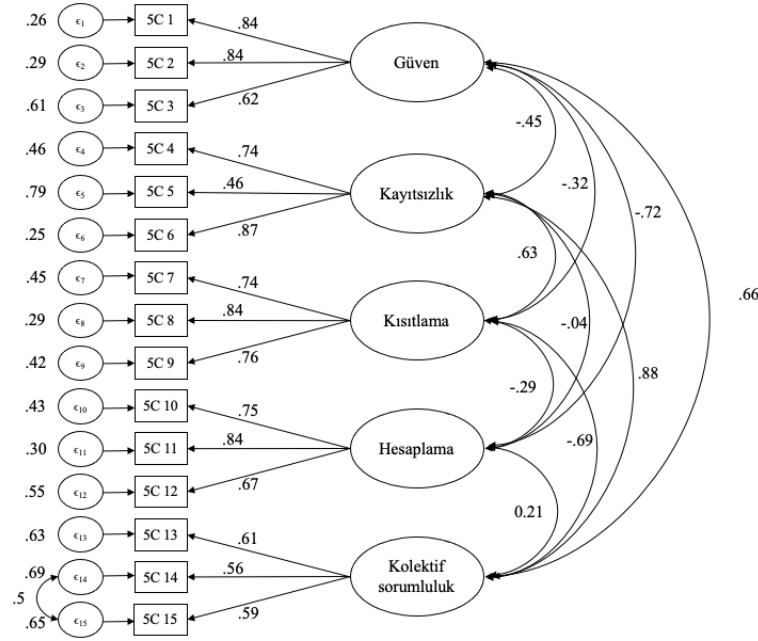 .26 ϵ1 5C 1 .84
.29 ϵ2 5C 2 .84 Güven
.61 ϵ3 5C 3 .62
-.45
.46 ϵ4 5C 4 .74
.79 ϵ5 5C 5 .46 Kayıtsızlık -.32
.25 ϵ6 5C 6 .87
-.72
.63
.45 ϵ7 5C 7 .74
.66
.29 ϵ8 5C 8 .84 Kısıtlama -.04
.42 ϵ9 5C 9 .76
.88
-.29
.43 ϵ10 5C 10 .75
.30 ϵ11 5C 11 .84 Hesaplama -.69
.55 ϵ12 5C 12 .67
0.21
.63 ϵ13 5C 13 .61
.69 ϵ14 5C 14 .56 Kolektif
sorumluluk
.5
.65 ϵ15 5C 15 .59